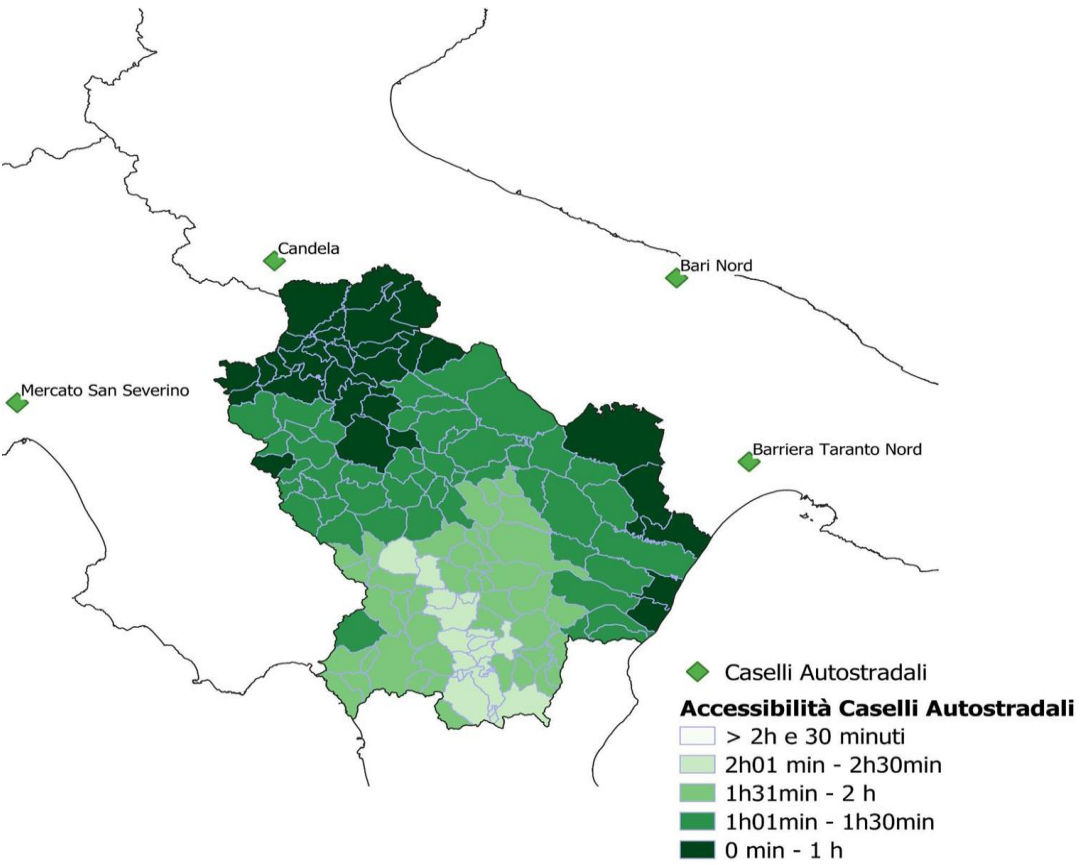 Candela
Bari Nord
Mercato San Severino
Barriera Taranto Nord
Caselli Autostradali
Accessibilità Caselli Autostradali
> 2h e 30 minuti
2h01 min - 2h30min
1h31min - 2 h
1h01min - 1h30min
0 min - 1 h